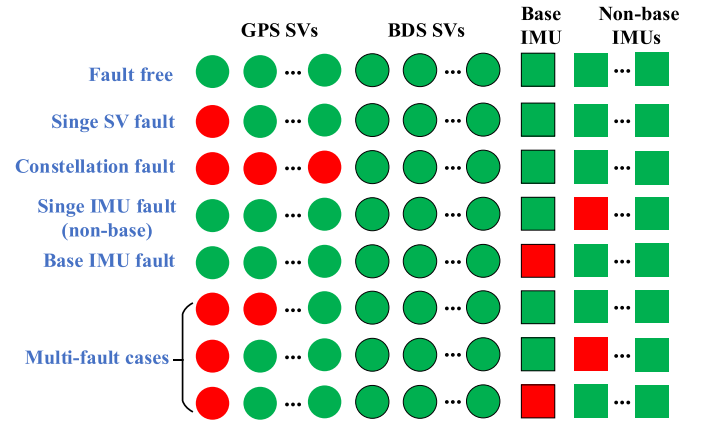 GPS SVs
BDS SVs
Base
IMU
Non-base
IMUs
Fault free
...
...
...
Singe SV fault
...
...
...
Constellation fault
...
...
...
Singe IMU fault
(non-base)
...
...
...
Base IMU fault
...
...
...
...
...
...
Multi-fault cases
...
...
...
...
...
...